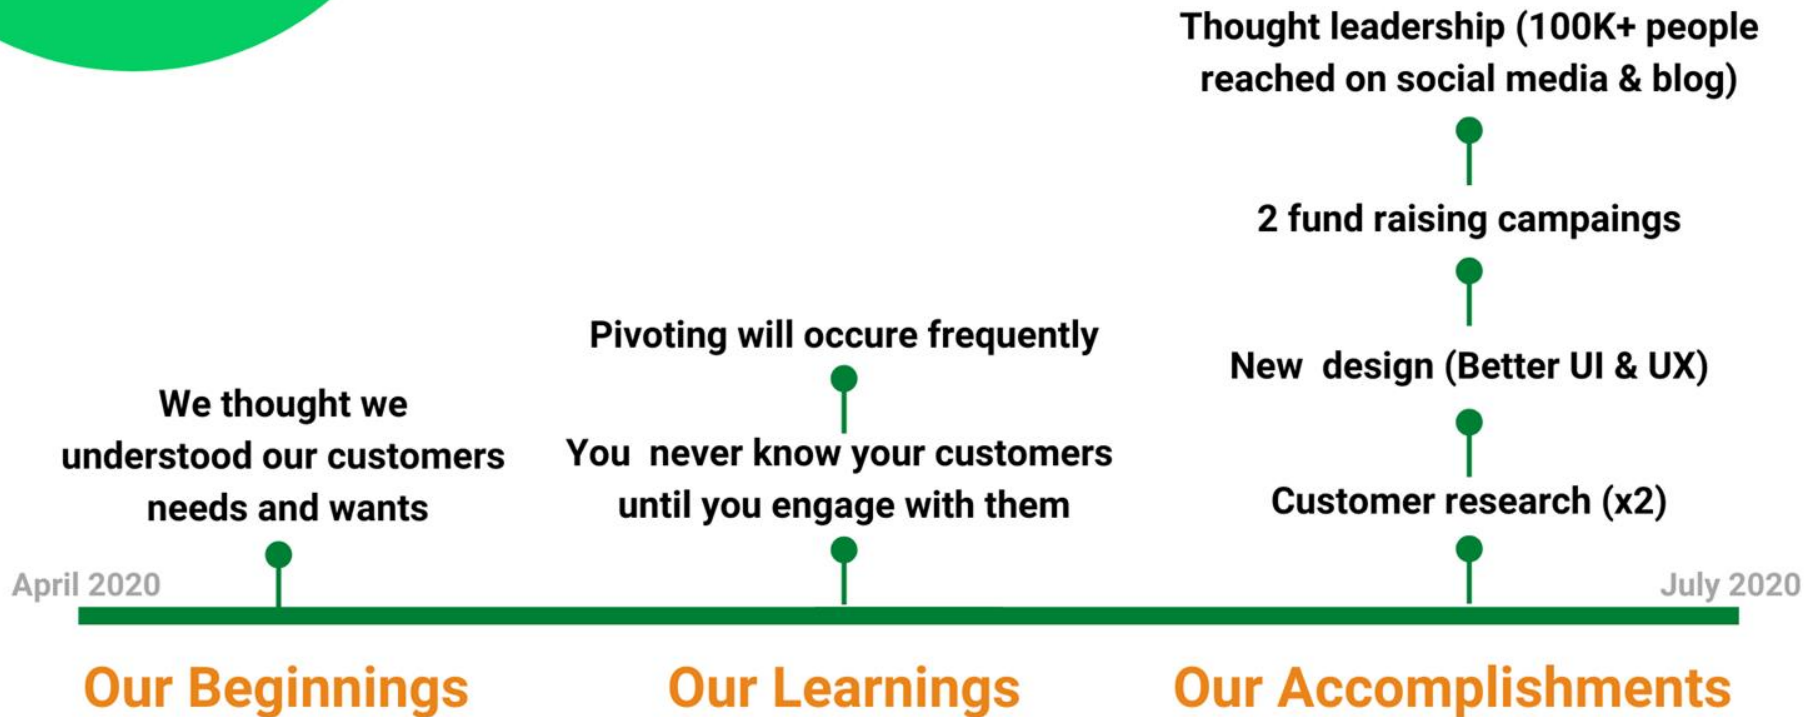 Thought leadership (100K+ people
reached on social media & blog)
2 fund raising campaings
New  design (Better UI & UX)
Customer research (x2)
Pivoting will occure frequently
You  never know your customers
until you engage with them
We thought we
understood our customers
needs and wants
April 2020
July 2020
Our Beginnings
Our Learnings
Our Accomplishments